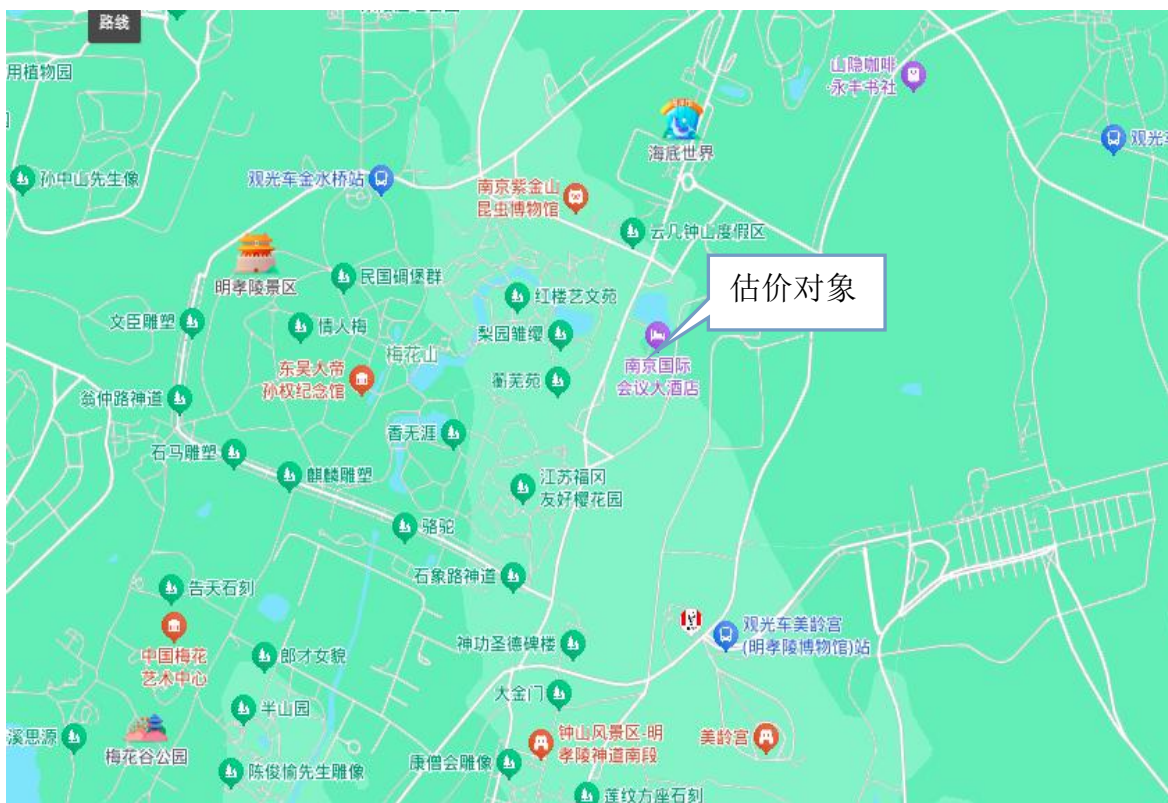 路线
用植物园
山隐咖啡
·永丰书社
海底世界
观光车
孙中山先生像
观光车金水桥站
南京紫金山
昆虫博物馆
云几钟山度假区
明孝陵景区
民国碉堡群
估价对象
红楼艺文苑
文臣雕塑
情人梅
梨园雏缨
梅花山
东吴大帝
孙权纪念馆
蘅芜苑
南京国际
会议大酒店
翁仲路神道
香无涯
石马雕塑
麒麟雕塑
江苏福冈
友好樱花园
骆驼
石象路神道
告天石刻
观光车美龄宫
(明孝陵博物馆)站
中国梅花
艺术中心
郎才女貌
神功圣德碑楼
大金门
半山园
溪思源
梅花谷公园
钟山风景区-明
孝陵神道南段
美龄宫
康僧会雕像
陈俊愉先生雕像
莲纹方座石刻